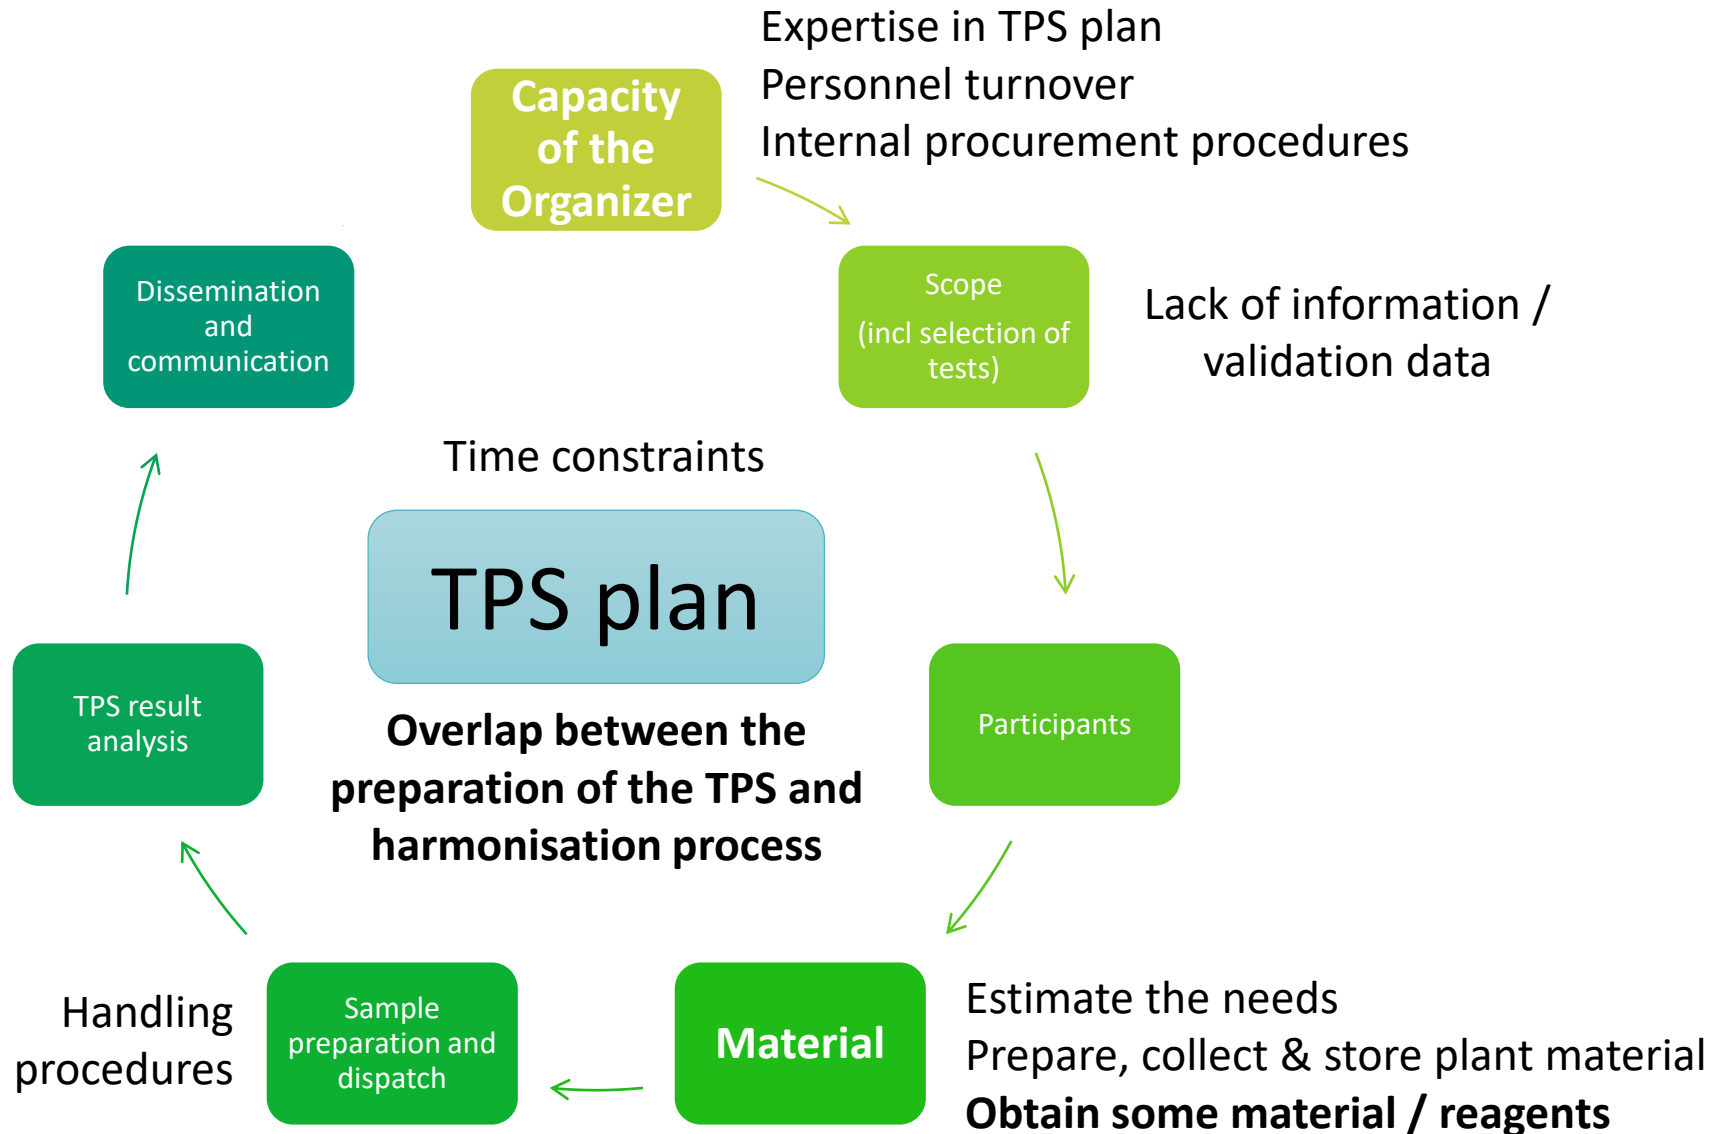 Expertise in TPS plan
Personnel turnover
Internal procurement procedures
Capacity
of the
Organizer
Scope
(incl selection of
tests)
Lack of information /
validation data
Participants
Material
Estimate the needs
Prepare, collect & store plant material
Obtain some material / reagents
Sample
preparation and
dispatch
Handling
procedures
TPS result
analysis
Dissemination
and
communication
Time constraints
TPS plan
Overlap between the
preparation of the TPS and
harmonisation process